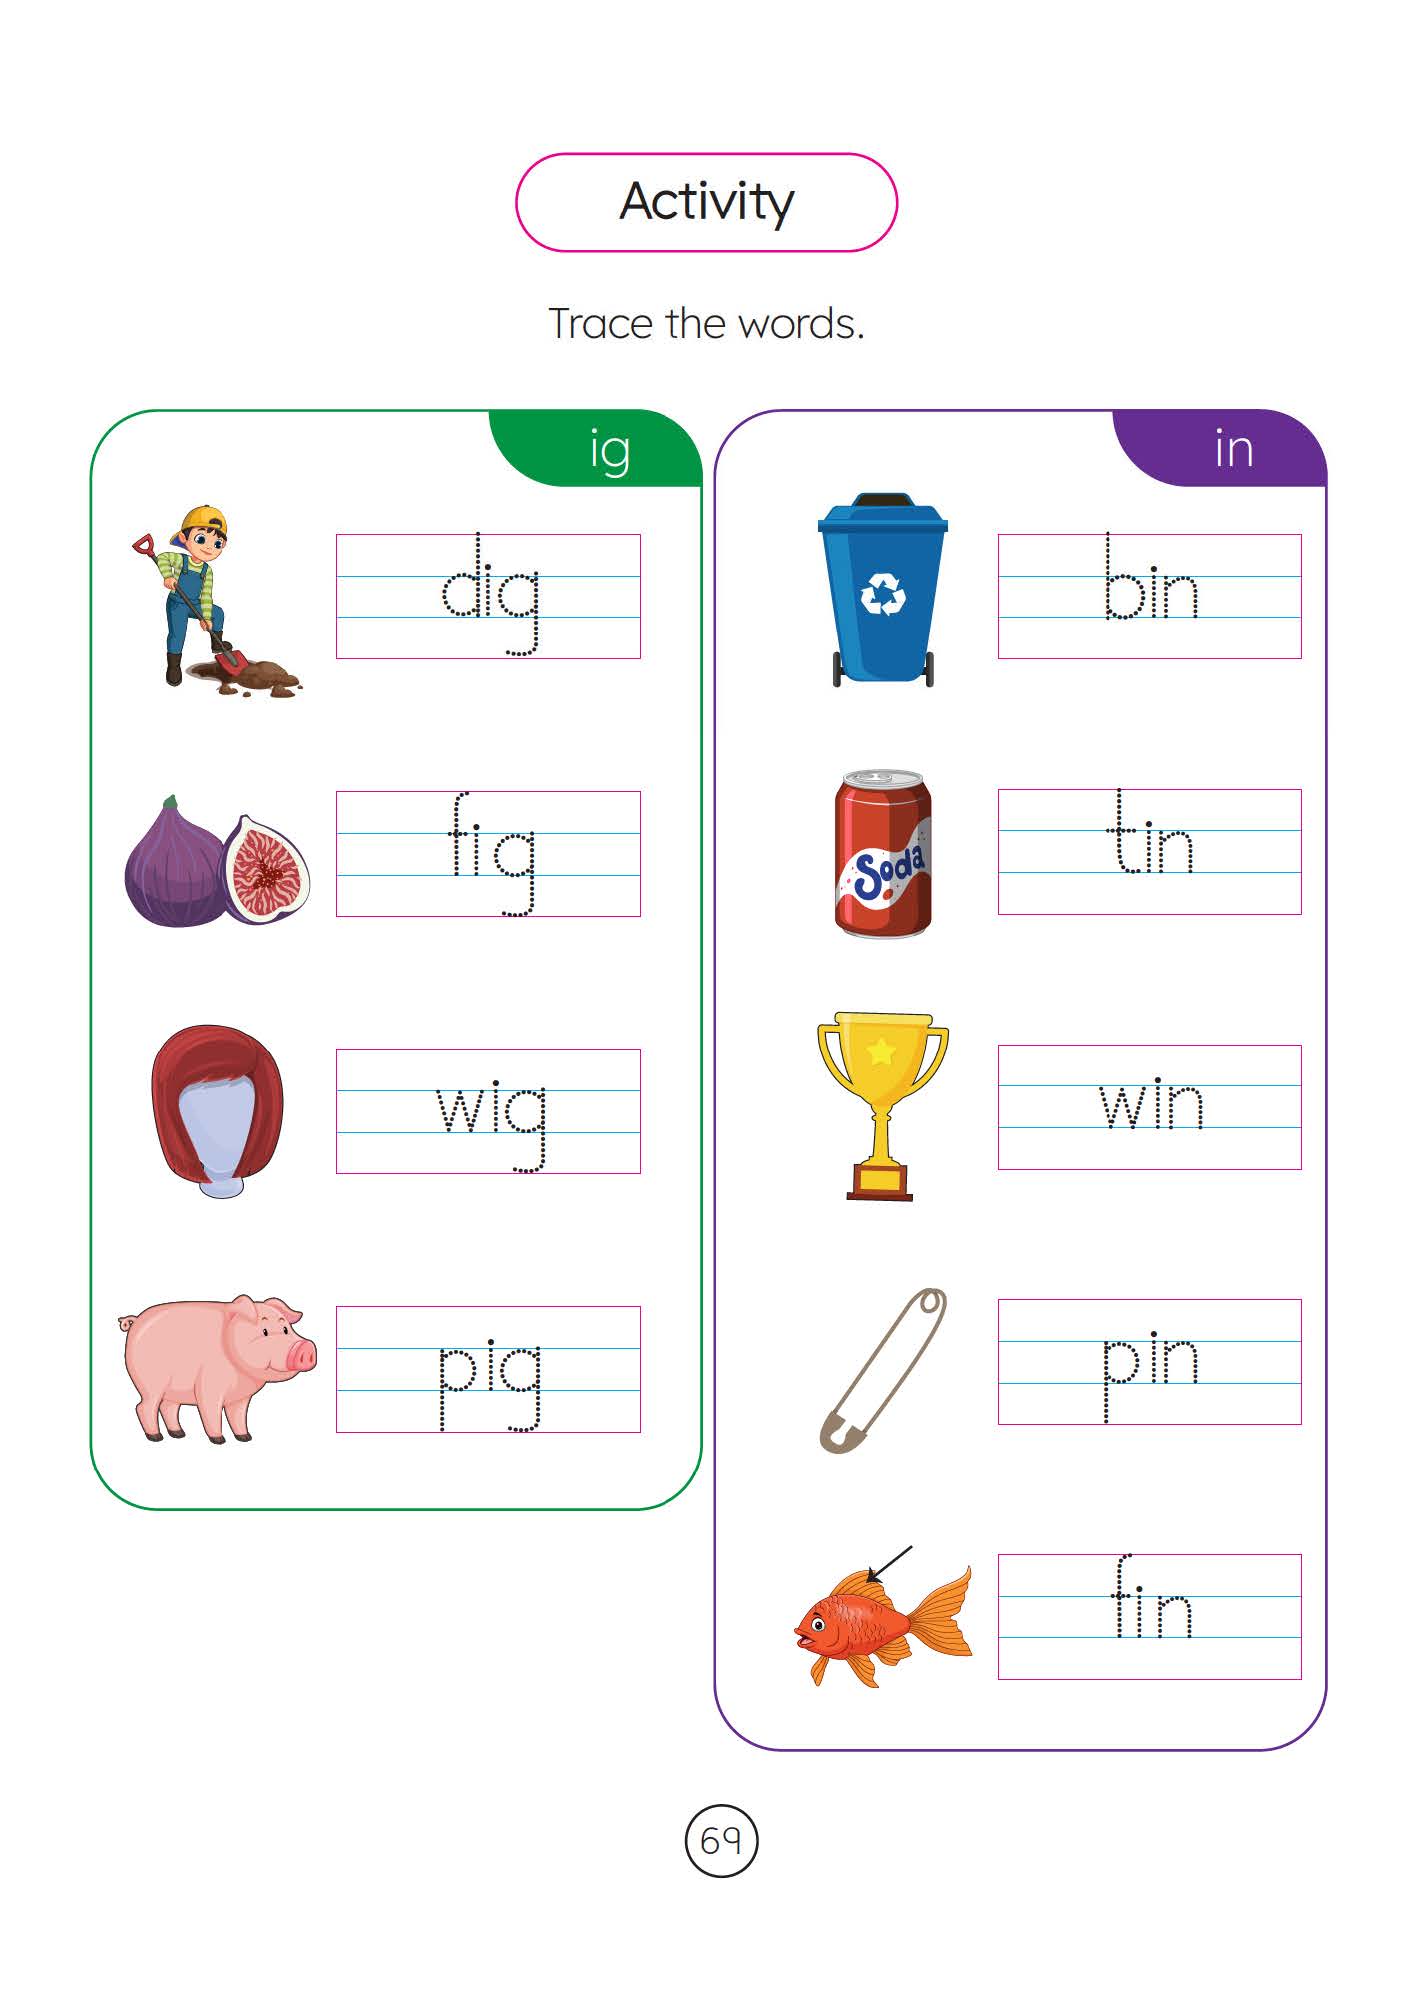 Activity
Trace the words.
ig
dig
fig
wig
pig
in
bin
Soda
tin
win
pin
fin
69